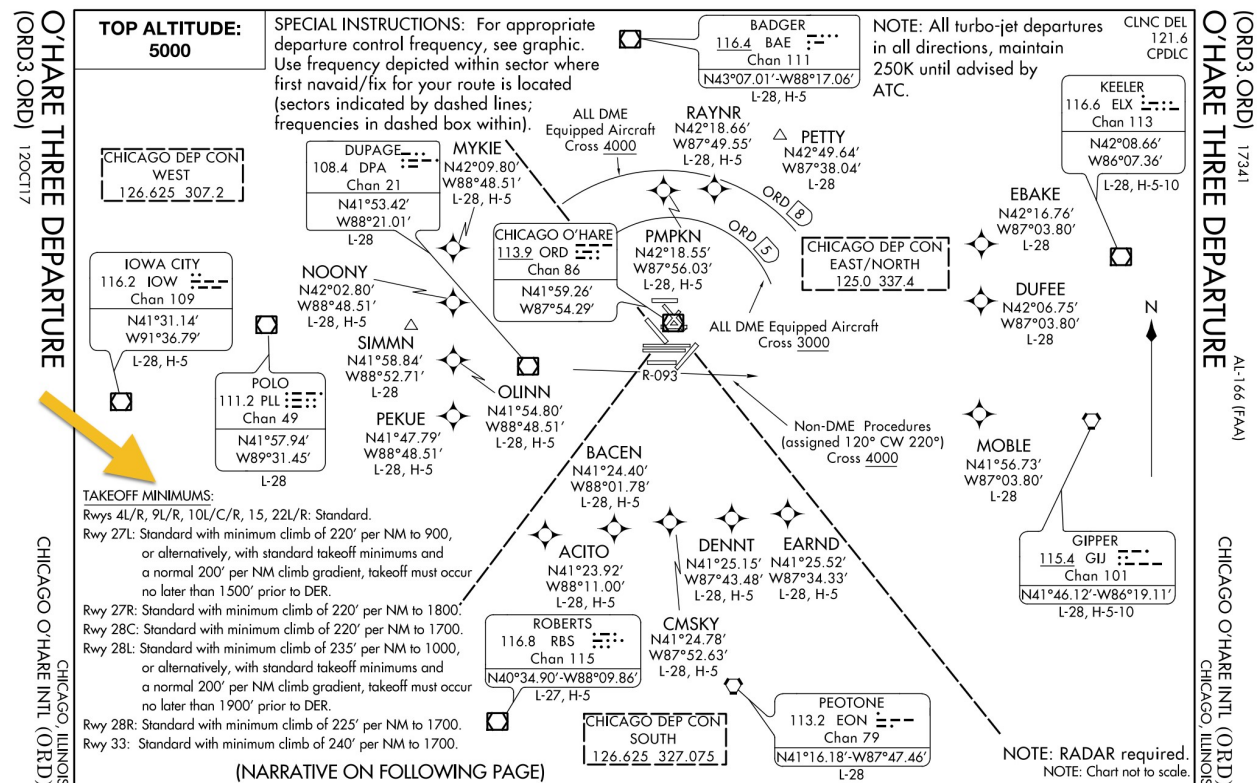 (ORD3.ORD) 12OCT17
O'HARE THREE DEPARTURE
CHICAGO O'HARE INTL (ORD)
CHICAGO, ILLINOIS
TOP ALTITUDE:
5000
SPECIAL INSTRUCTIONS: For appropriate
departure control frequency, see graphic.
Use frequency depicted within sector where
first navaid/fix for your route is located
(sectors indicated by dashed lines;
frequencies in dashed box within).
BADGER
116.4 BAE
Chan 111
N43°07.01'-W88°17.06'
L-28, H-5
NOTE: All turbo-jet departures
in all directions, maintain
250K until advised by
ATC.
CLNC DEL
121.6
CPDLC
KEELER
116.6 ELX
Chan 113
N42°08.66'
W86°07.36'
L-28, H-5-10
CHICAGO DEP CON
WEST
126.625 307.2
DUPAGE
108.4 DPA
Chan 21
N41°53.42'
W88°21.01'
L-28
MYKIE
N42°09.80'
W88°48.51'
L-28, H-5
ALL DME
Equipped Aircraft
Cross 4000
RAYNR
N42°18.66'
W87°49.55'
L-28, H-5
PETTY
N42°49.64'
W87°38.04'
L-28
ORD 8
ORD 5
EBAKE
N42°16.76'
W87°03.80'
L-28
CHICAGO O'HARE
113.9 ORD
Chan 86
N41°59.26'
W87°54.29'
PMPKN
N42°18.55'
W87°56.03'
L-28, H-5
CHICAGO DEP CON
EAST/NORTH
125.0 337.4
IOWA CITY
116.2 IOW
Chan 109
N41°31.14'
W91°36.79'
L-28, H-5
NOONY
N42°02.80'
W88°48.51'
L-28, H-5
DUFEE
N42°06.75'
W87°03.80'
L-28
N
ALL DME Equipped Aircraft
Cross 3000
SIMMN
N41°58.84'
W88°52.71'
L-28
R-093
POLO
111.2 PLL
Chan 49
N41°57.94'
W89°31.45'
L-28
OLINN
N41°54.80'
W88°48.51'
L-28, H-5
PEKUE
N41°47.79'
W88°48.51'
L-28, H-5
Non-DME Procedures
(assigned 120° CW 220°)
Cross 4000
MOBLE
N41°56.73'
W87°03.80'
L-28
BACEN
N41°24.40'
W88°01.78'
L-28, H-5
ACITO
N41°23.92'
W88°11.00'
L-28, H-5
DENNT
N41°25.15'
W87°43.48'
L-28, H-5
EARND
N41°25.52'
W87°34.33'
L-28, H-5
GIPPER
115.4 GIJ
Chan 101
N41°46.12'-W86°19.11'
L-28, H-5-10
TAKEOFF MINIMUMS:
Rwys 4L/R, 9L/R, 10L/C/R, 15, 22L/R: Standard.
Rwy 27L: Standard with minimum climb of 220' per NM to 900,
or alternatively, with standard takeoff minimums and
a normal 200' per NM climb gradient, takeoff must occur
no later than 1500' prior to DER.
Rwy 27R: Standard with minimum climb of 220' per NM to 1800.
Rwy 28C: Standard with minimum climb of 220' per NM to 1700.
Rwy 28L: Standard with minimum climb of 235' per NM to 1000,
or alternatively, with standard takeoff minimums and
a normal 200' per NM climb gradient, takeoff must occur
no later than 1900' prior to DER.
Rwy 28R: Standard with minimum climb of 225' per NM to 1700.
Rwy 33: Standard with minimum climb of 240' per NM to 1700.
ROBERTS
116.8 RBS
Chan 115
N40°34.90'-W88°09.86'
L-27, H-5
CMSKY
N41°24.78'
W87°52.63'
L-28, H-5
CHICAGO DEP CON
SOUTH
126.625 327.075
PEOTONE
113.2 EON
Chan 79
N41°16.18'-W87°47.46'
L-28
NOTE: RADAR required.
NOTE: Chart not to scale.
(NARRATIVE ON FOLLOWING PAGE)
(ORD3.ORD) 17341
O'HARE THREE DEPARTURE
AL-166 (FAA)
CHICAGO O'HARE INTL (ORD)
CHICAGO, ILLINOIS